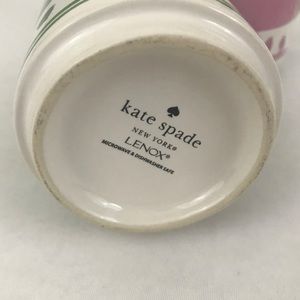 kate spade
NEW YORK®
LENOX®
MICROWAVE & DISHWASHER SAFE